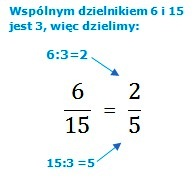 Wspólnym dzielnikiem 6 i 15
jest 3, więc dzielimy:
6:3=2
6/15 = 2/5
15:3 =5